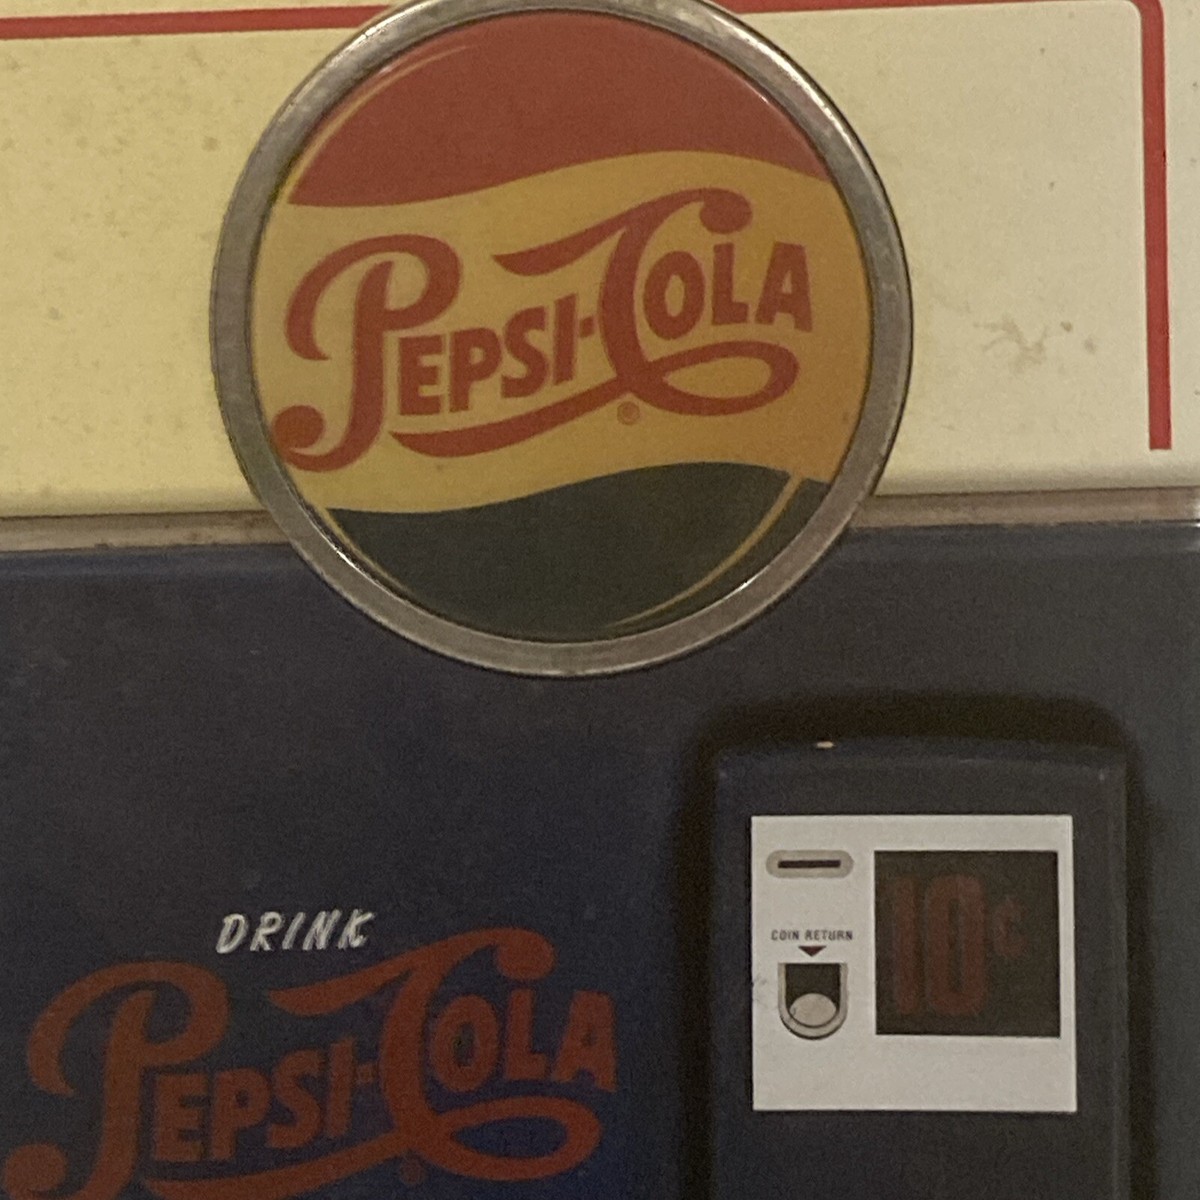 PEPSI-COLA
®
DRINK
PEPSI-COLA
®
COIN RETURN
10¢